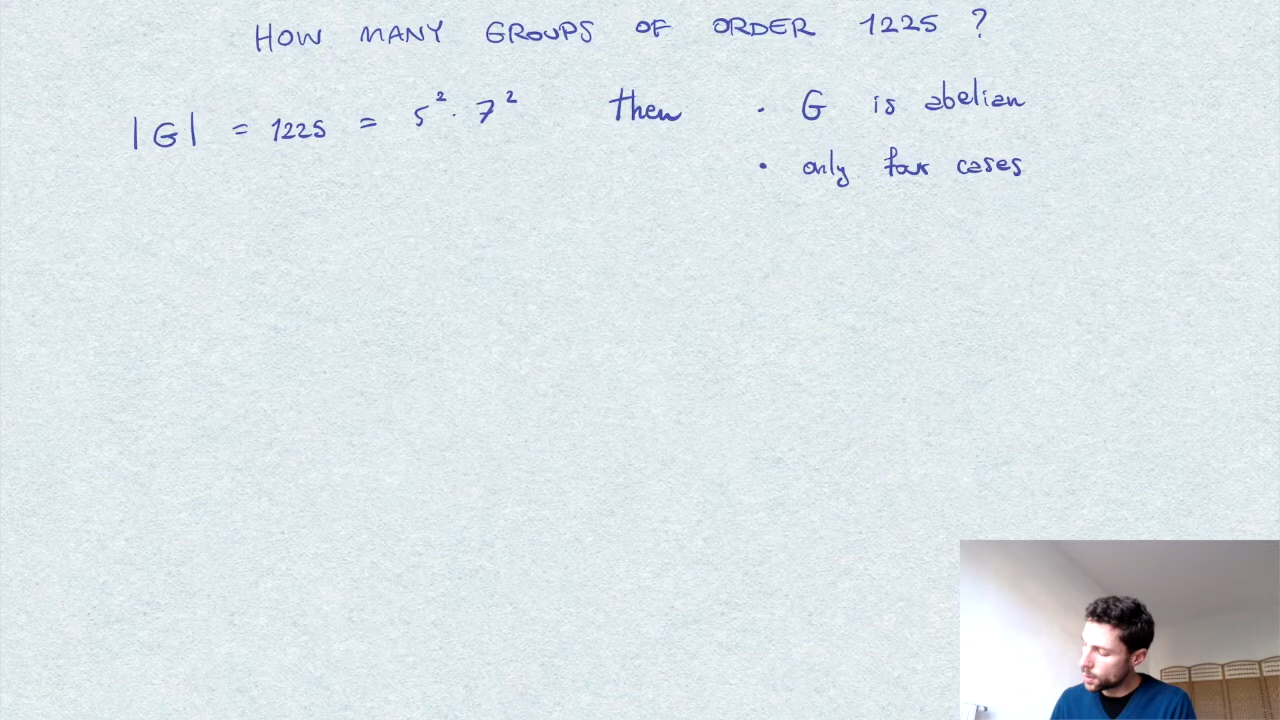 HOW MANY GROUPS OF ORDER 1225 ?
|G| = 1225 = 5² · 7² then · G is abelian
· only four cases